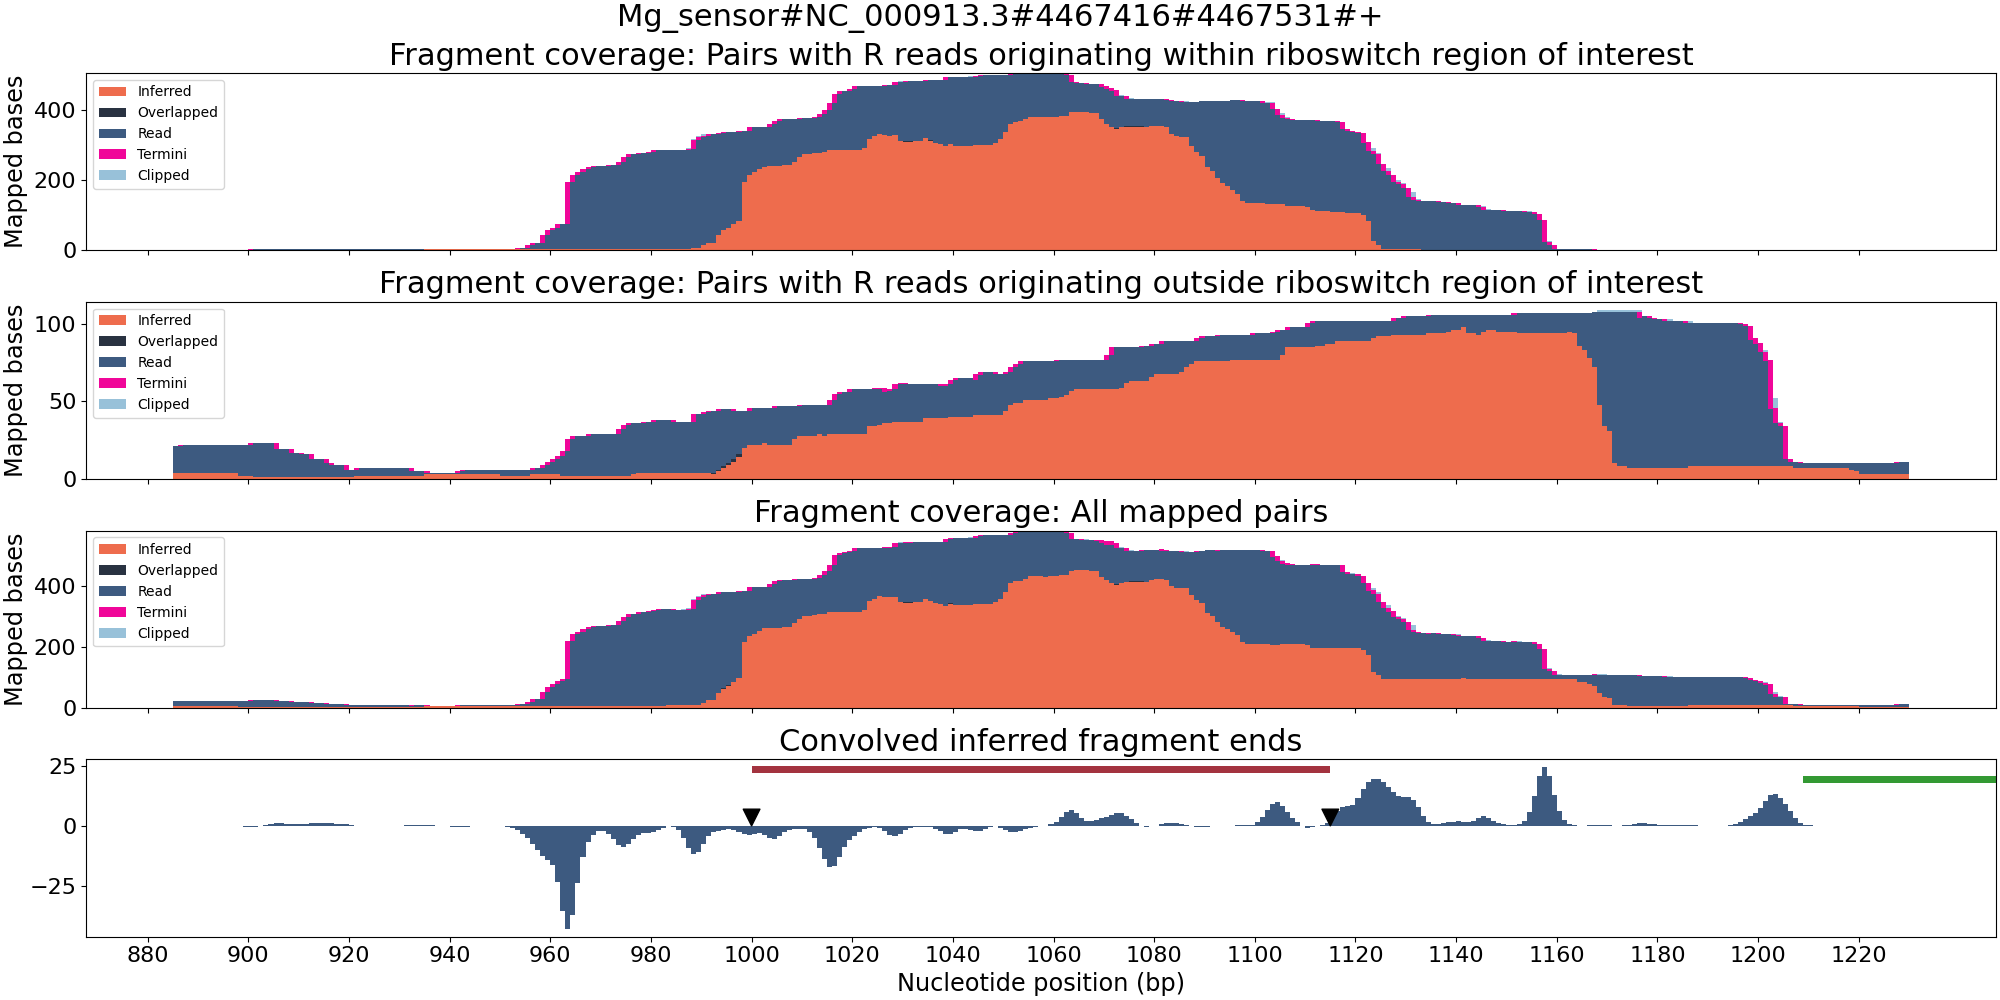 Mg_sensor#NC_000913.3#4467416#4467531#+
Fragment coverage: Pairs with R reads originating within riboswitch region of interest
Mapped bases
400
200
0
Inferred
Overlapped
Read
Termini
Clipped
Fragment coverage: Pairs with R reads originating outside riboswitch region of interest
Mapped bases
100
50
0
Inferred
Overlapped
Read
Termini
Clipped
Fragment coverage: All mapped pairs
Mapped bases
400
200
0
Inferred
Overlapped
Read
Termini
Clipped
Convolved inferred fragment ends
25
0
−25
880 900 920 940 960 980 1000 1020 1040 1060 1080 1100 1120 1140 1160 1180 1200 1220
Nucleotide position (bp)